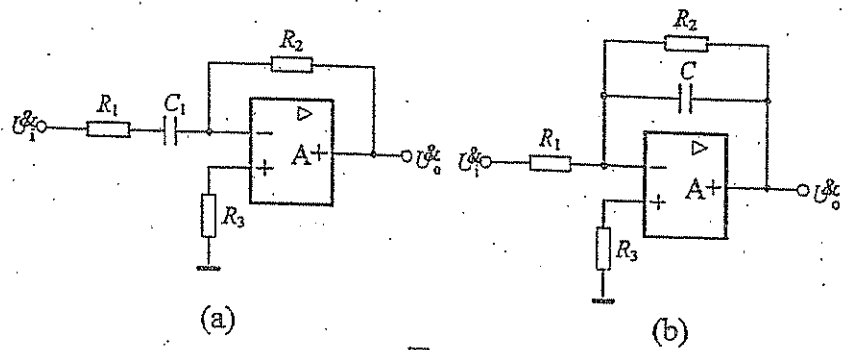 R₂
R₁
C₁
U&i
▷
−
A+
+
U&o
R₃
(a)
R₂
C
R₁
U&i
▷
−
A+
+
U&o
R₃
(b)